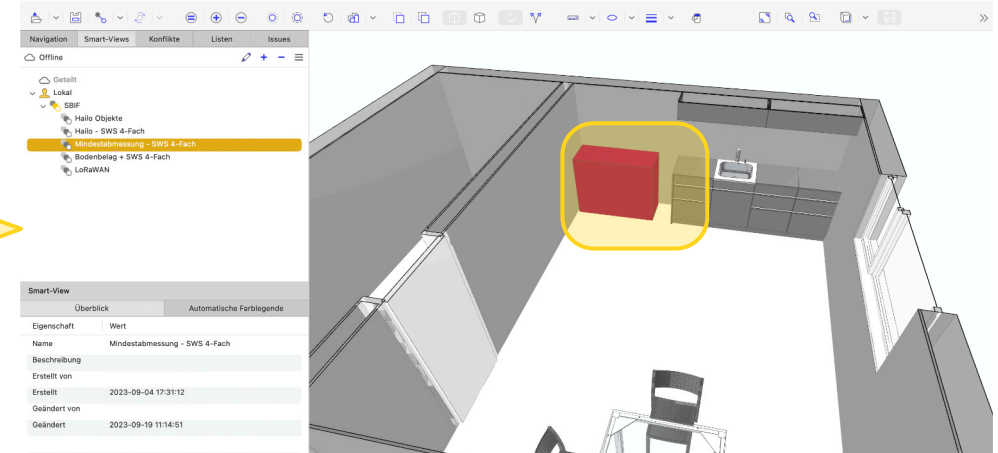 Navigation Smart-Views Konflikte Listen Issues
Offline
Geteilt
Lokal
SBIF
Hailo Objekte
Hailo - SWS 4-Fach
Mindestabmessung - SWS 4-Fach
Bodenbelag + SWS 4-Fach
LoRaWAN
Smart-View
Überblick Automatische Farblegende
Eigenschaft Wert
Name Mindestabmessung - SWS 4-Fach
Beschreibung
Erstellt von
Erstellt 2023-09-04 17:31:12
Geändert von
Geändert 2023-09-19 11:14:51